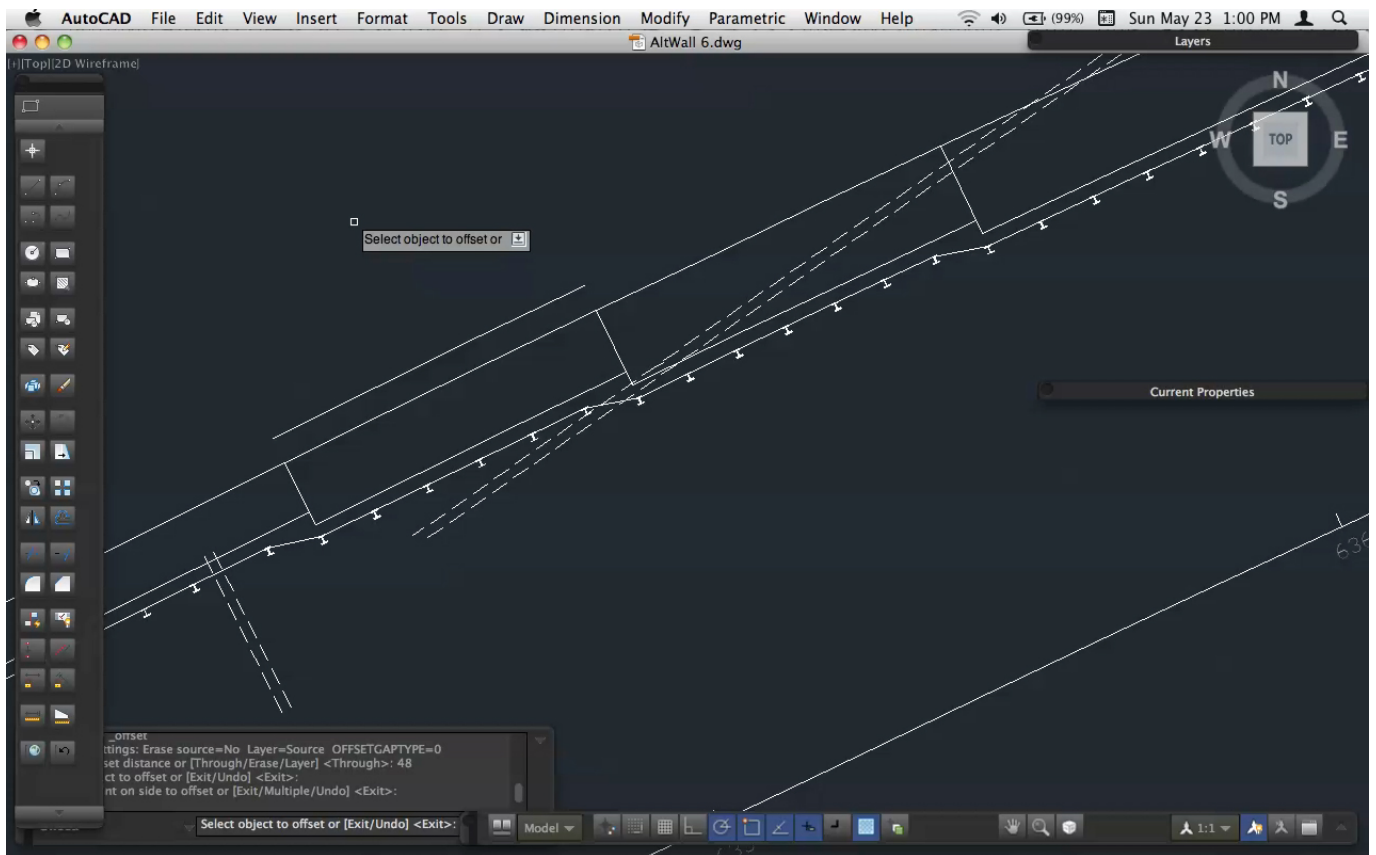 AutoCAD File Edit View Insert Format Tools Draw Dimension Modify Parametric Window Help (99%) Sun May 23 1:00 PM
AltWall 6.dwg
Layers
[+][Top][2D Wireframe]
N
W TOP E
S
Select object to offset or
Current Properties
636
_offset
ttings: Erase source=No Layer=Source OFFSETGAPTYPE=0
set distance or [Through/Erase/Layer] <Through>: 48
ct to offset or [Exit/Undo] <Exit>:
nt on side to offset or [Exit/Multiple/Undo] <Exit>:
Select object to offset or [Exit/Undo] <Exit>:
Model
1:1